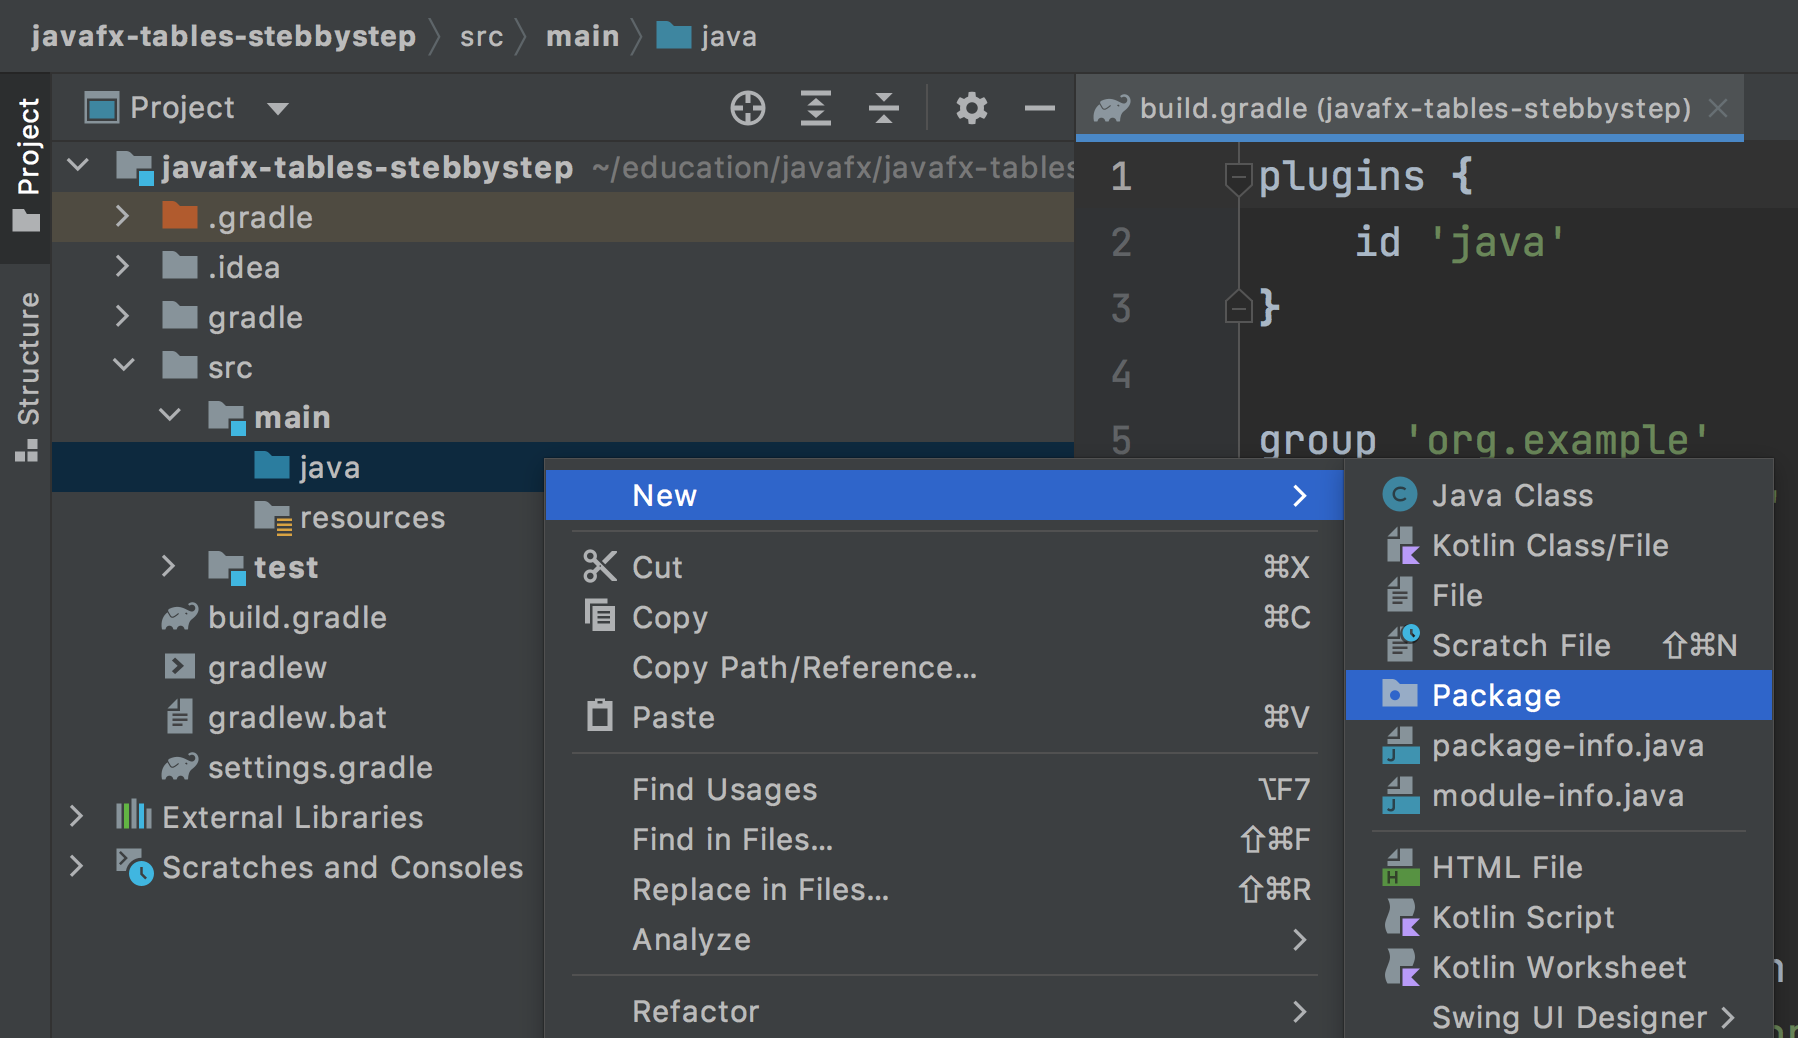 javafx-tables-stebbystep src main java
Project
Structure
Project
javafx-tables-stebbystep ~/education/javafx/javafx-tables
.gradle
.idea
gradle
src
main
java
resources
test
build.gradle
gradlew
gradlew.bat
settings.gradle
External Libraries
Scratches and Consoles
build.gradle (javafx-tables-stebbystep)
1 plugins {
2 id 'java'
3 }
4
5 group 'org.example'
New
Cut ⌘X
Copy ⌘C
Copy Path/Reference...
Paste ⌘V
Find Usages ⌥F7
Find in Files... ⇧⌘F
Replace in Files... ⇧⌘R
Analyze
Refactor
Java Class
Kotlin Class/File
File
Scratch File ⇧⌘N
Package
package-info.java
module-info.java
HTML File
Kotlin Script
Kotlin Worksheet
Swing UI Designer